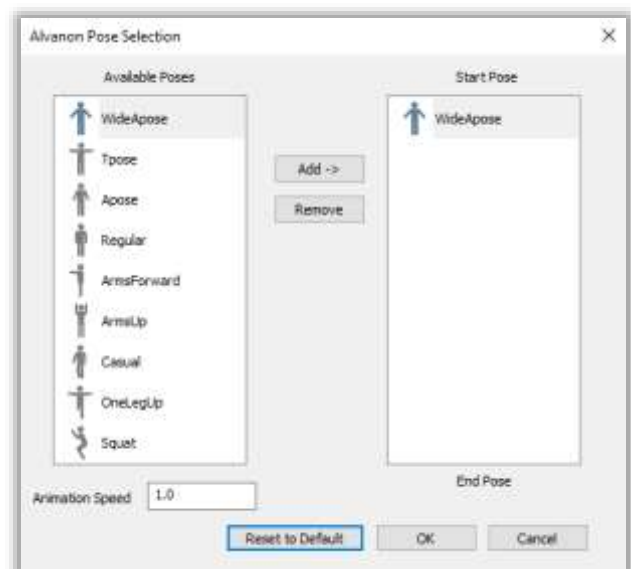 Alvanon Pose Selection
Available Poses
Start Pose
WideApose
WideApose
Tpose
Add ->
Apose
Remove
Regular
ArmsForward
ArmsUp
Casual
OneLegUp
Squat
End Pose
Animation Speed 1.0
Reset to Default OK Cancel